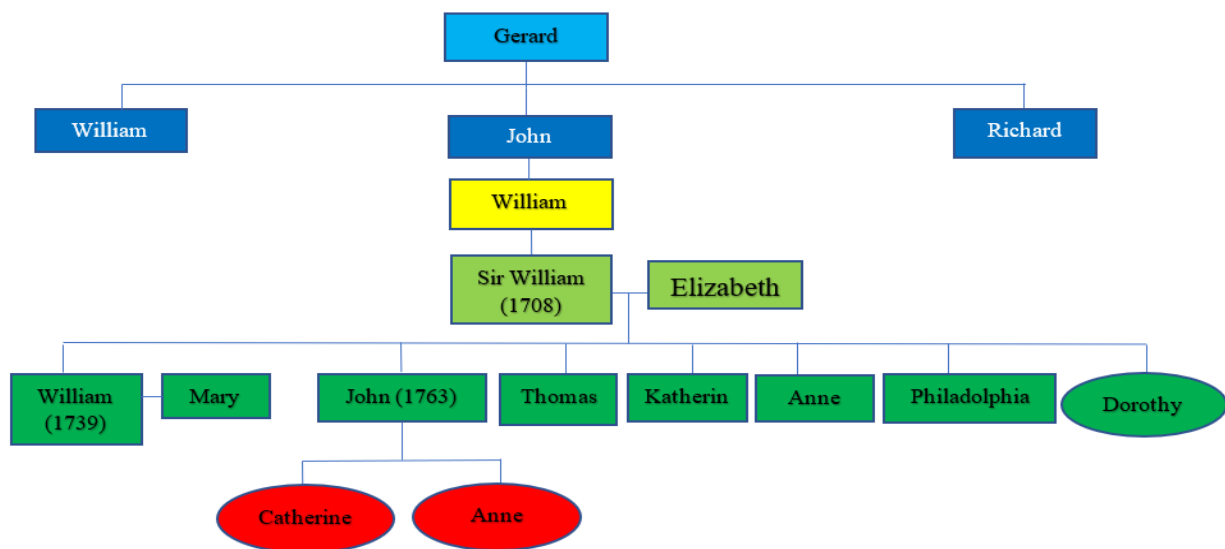 Gerard
William
John
Richard
William
Sir William
(1708)
Elizabeth
William
(1739)
Mary
John (1763)
Thomas
Katherin
Anne
Philadolphia
Dorothy
Catherine
Anne